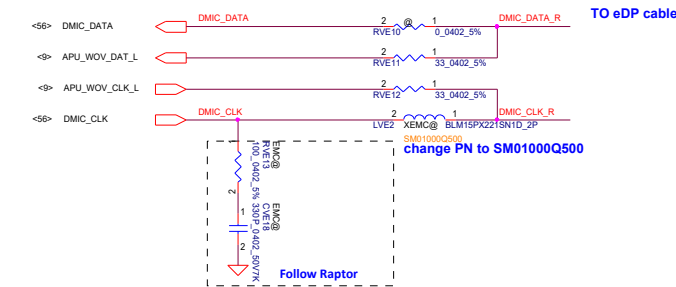 TO eDP cable
<56> DMIC_DATA DMIC_DATA 2 @ 1 DMIC_DATA_R
RVE10 0_0402_5%
<9> APU_WOV_DAT_L 2 1
RVE11 33_0402_5%
<9> APU_WOV_CLK_L 2 1
RVE12 33_0402_5%
<56> DMIC_CLK DMIC_CLK 2 1 DMIC_CLK_R
LVE2 XEMC@ BLM15PX221SN1D_2P
SM01000Q500
change PN to SM01000Q500
1
2
EMC@
RVE13
100_0402_5%
1
2
EMC@
CVE18
330P_0402_50V7K
Follow Raptor